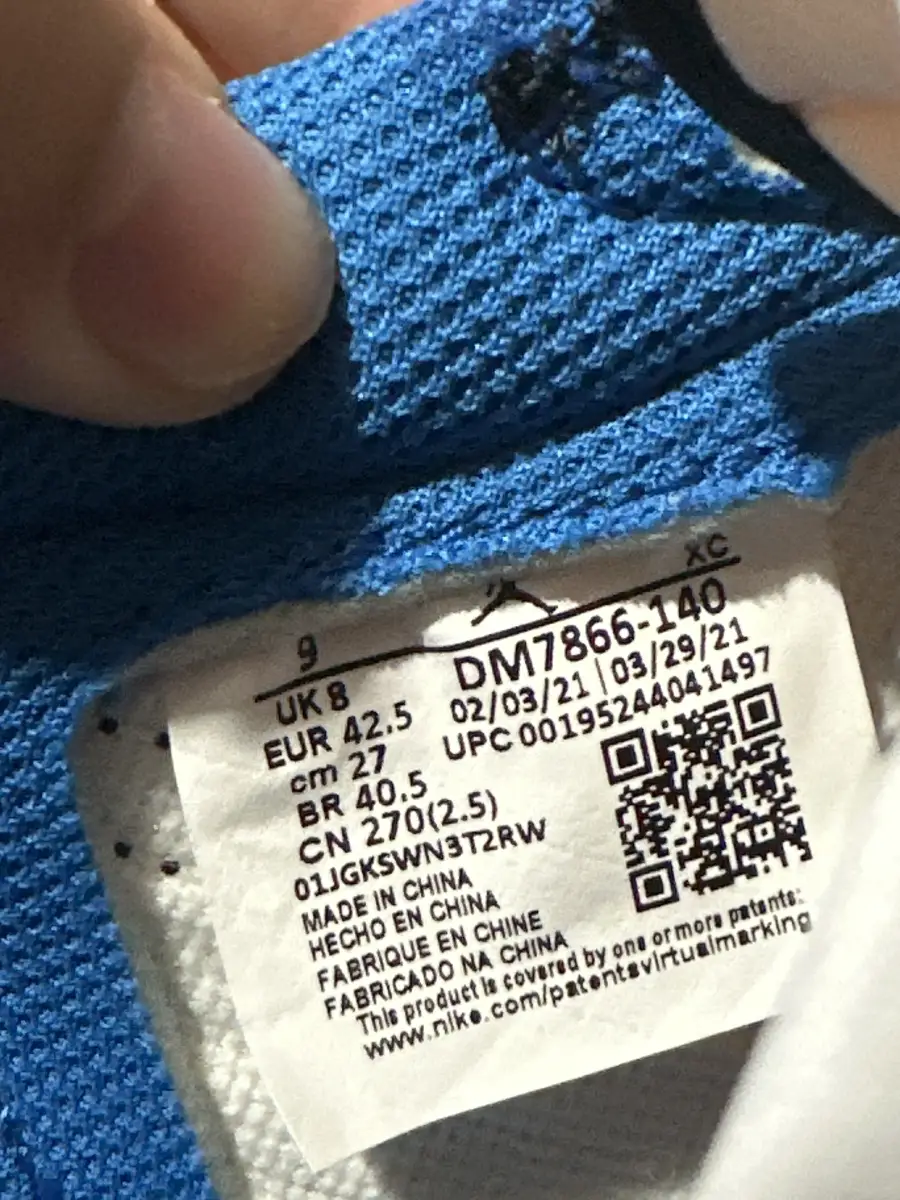 9 XC
UK 8
EUR 42.5
cm 27
BR 40.5
CN 270(2.5)
01JGKSWN3T2RW
DM7866-140
02/03/21 | 03/29/21
UPC 00195244041497
MADE IN CHINA
HECHO EN CHINA
FABRIQUE EN CHINE
FABRICADO NA CHINA
This product is covered by one or more patents:
www.nike.com/patentsvirtualmarking